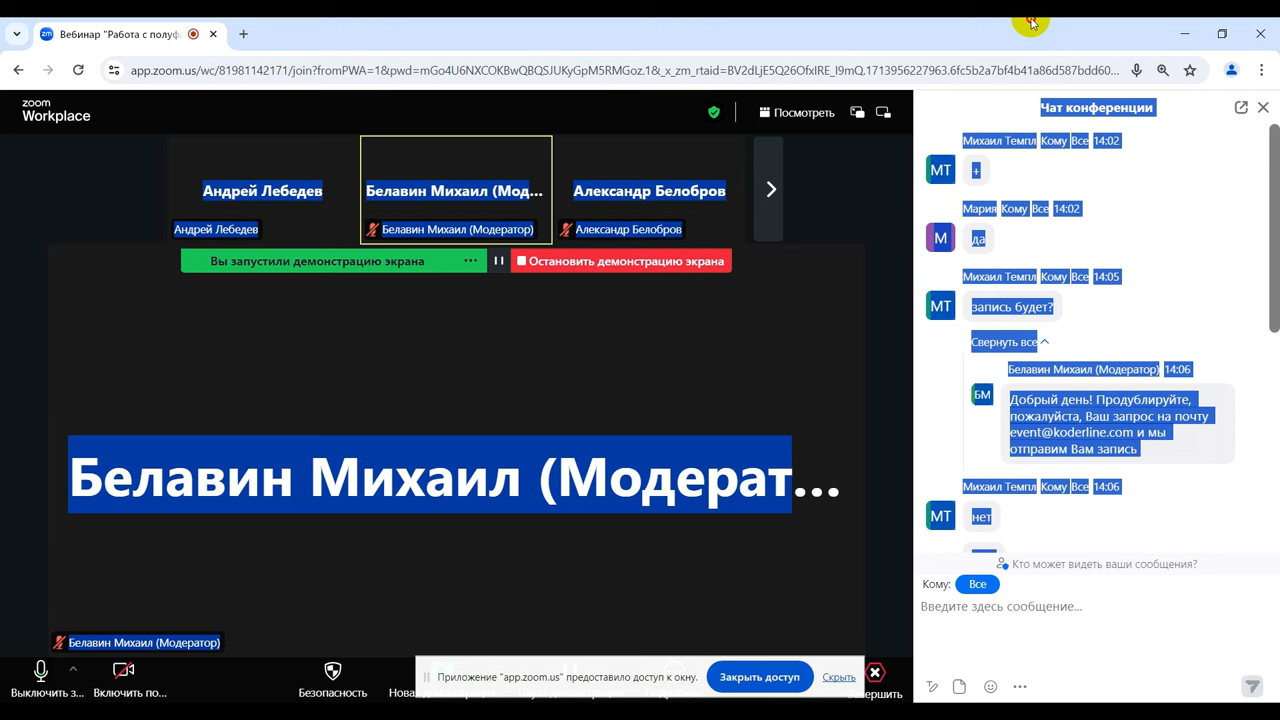 Вебинар "Работа с полуф
app.zoom.us/wc/81981142171/join?fromPWA=1&pwd=mGo4U6NXCOKBwQBQSJUKyGpM5RMGoz.1&_x_zm_rtaid=BV2dLjE5Q26OfxIRE_I9mQ.1713956227963.6fc5b2a7bf4b41a86d587bdd60...
zoom
Workplace
Посмотреть
Андрей Лебедев
Белавин Михаил (Мод...
Александр Белобров
Андрей Лебедев
Белавин Михаил (Модератор)
Александр Белобров
Вы запустили демонстрацию экрана
Остановить демонстрацию экрана
Белавин Михаил (Модерат...
Белавин Михаил (Модератор)
Чат конференции
Михаил Темпл Кому Все 14:02
МТ
+
Мария Кому Все 14:02
М
да
Михаил Темпл Кому Все 14:05
МТ
запись будет?
Свернуть все
Белавин Михаил (Модератор) 14:06
БМ
Добрый день! Продублируйте,
пожалуйста, Ваш запрос на почту
event@koderline.com и мы
отправим Вам запись
Михаил Темпл Кому Все 14:06
МТ
нет
Кто может видеть ваши сообщения?
Кому: Все
Введите здесь сообщение...
Выключить з...
Включить по...
Безопасность
Приложение "app.zoom.us" предоставило доступ к окну.
Закрыть доступ
Скрыть